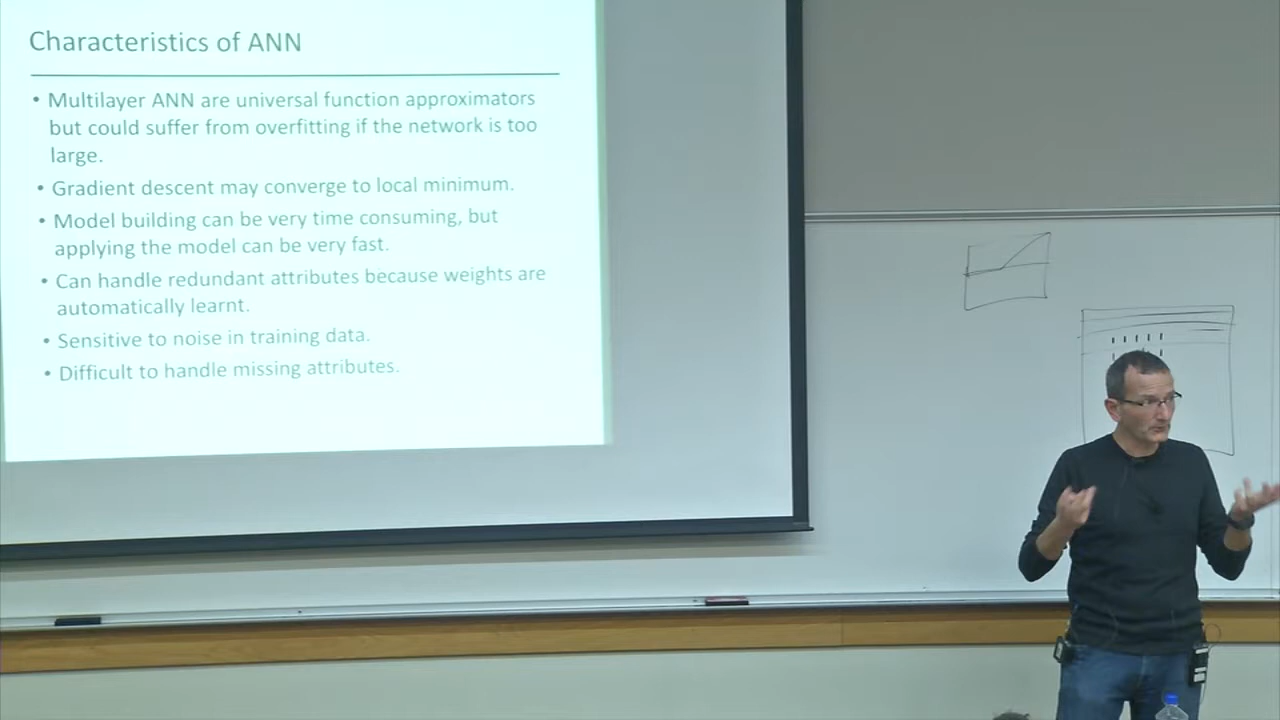 Characteristics of ANN
• Multilayer ANN are universal function approximators
but could suffer from overfitting if the network is too
large.
• Gradient descent may converge to local minimum.
• Model building can be very time consuming, but
applying the model can be very fast.
• Can handle redundant attributes because weights are
automatically learnt.
• Sensitive to noise in training data.
• Difficult to handle missing attributes.